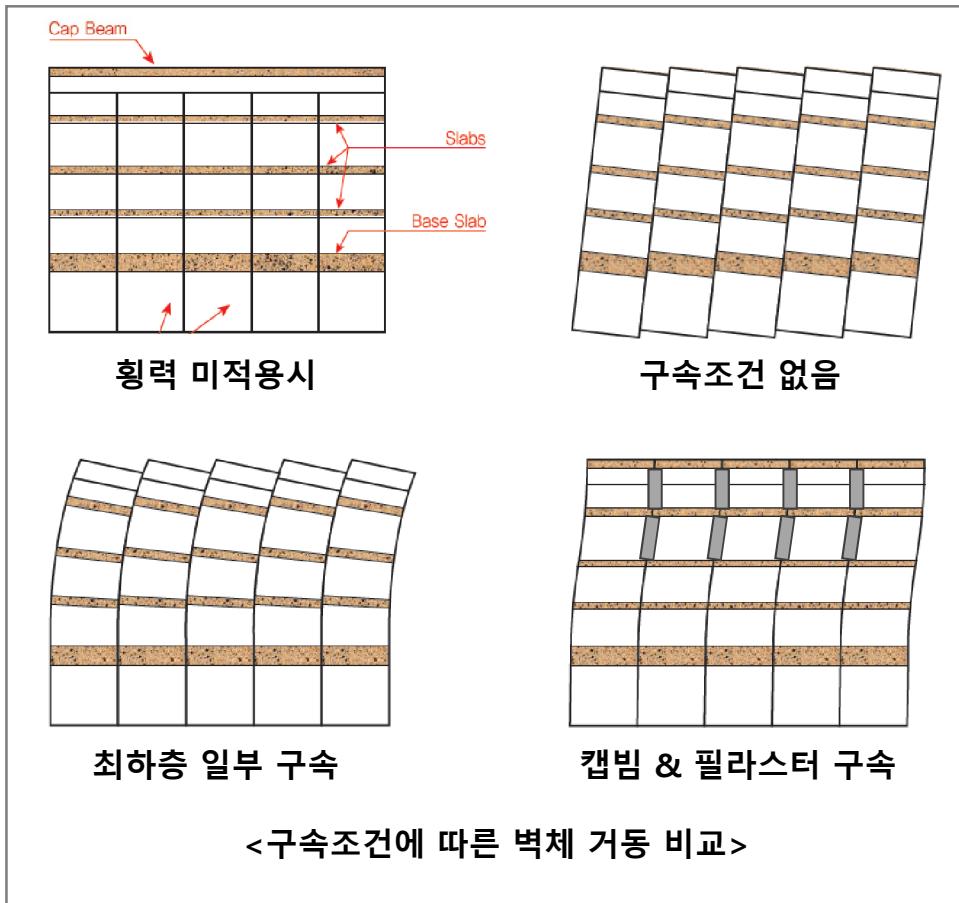 Cap Beam
Slabs
Base Slab
횡력 미적용시
구속조건 없음
최하층 일부 구속
캡빔 & 필라스터 구속
<구속조건에 따른 벽체 거동 비교>